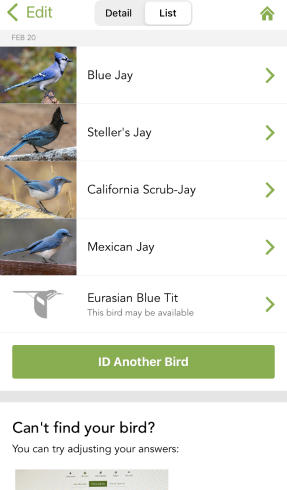 Edit
Detail
List
FEB 20
Blue Jay
Steller's Jay
California Scrub-Jay
Mexican Jay
Eurasian Blue Tit
This bird may be available
ID Another Bird
Can't find your bird?
You can try adjusting your answers: